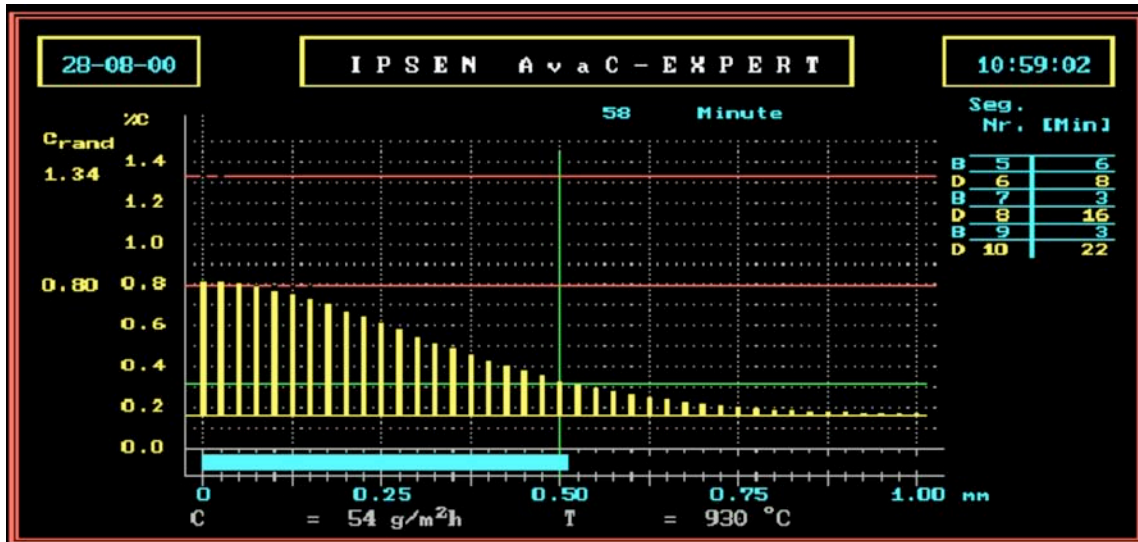 28-08-00
IPSEN AvaC-EXPERT
10:59:02
58 Minute
Seg.
Nr. [Min]
%C
Crand
1.4
1.34
1.2
1.0
0.80
0.8
0.6
0.4
0.2
0.0
B 5 6
D 6 8
B 7 3
D 8 16
B 9 3
D 10 22
0 0.25 0.50 0.75 1.00 mm
C = 54 g/m²h T = 930 °C